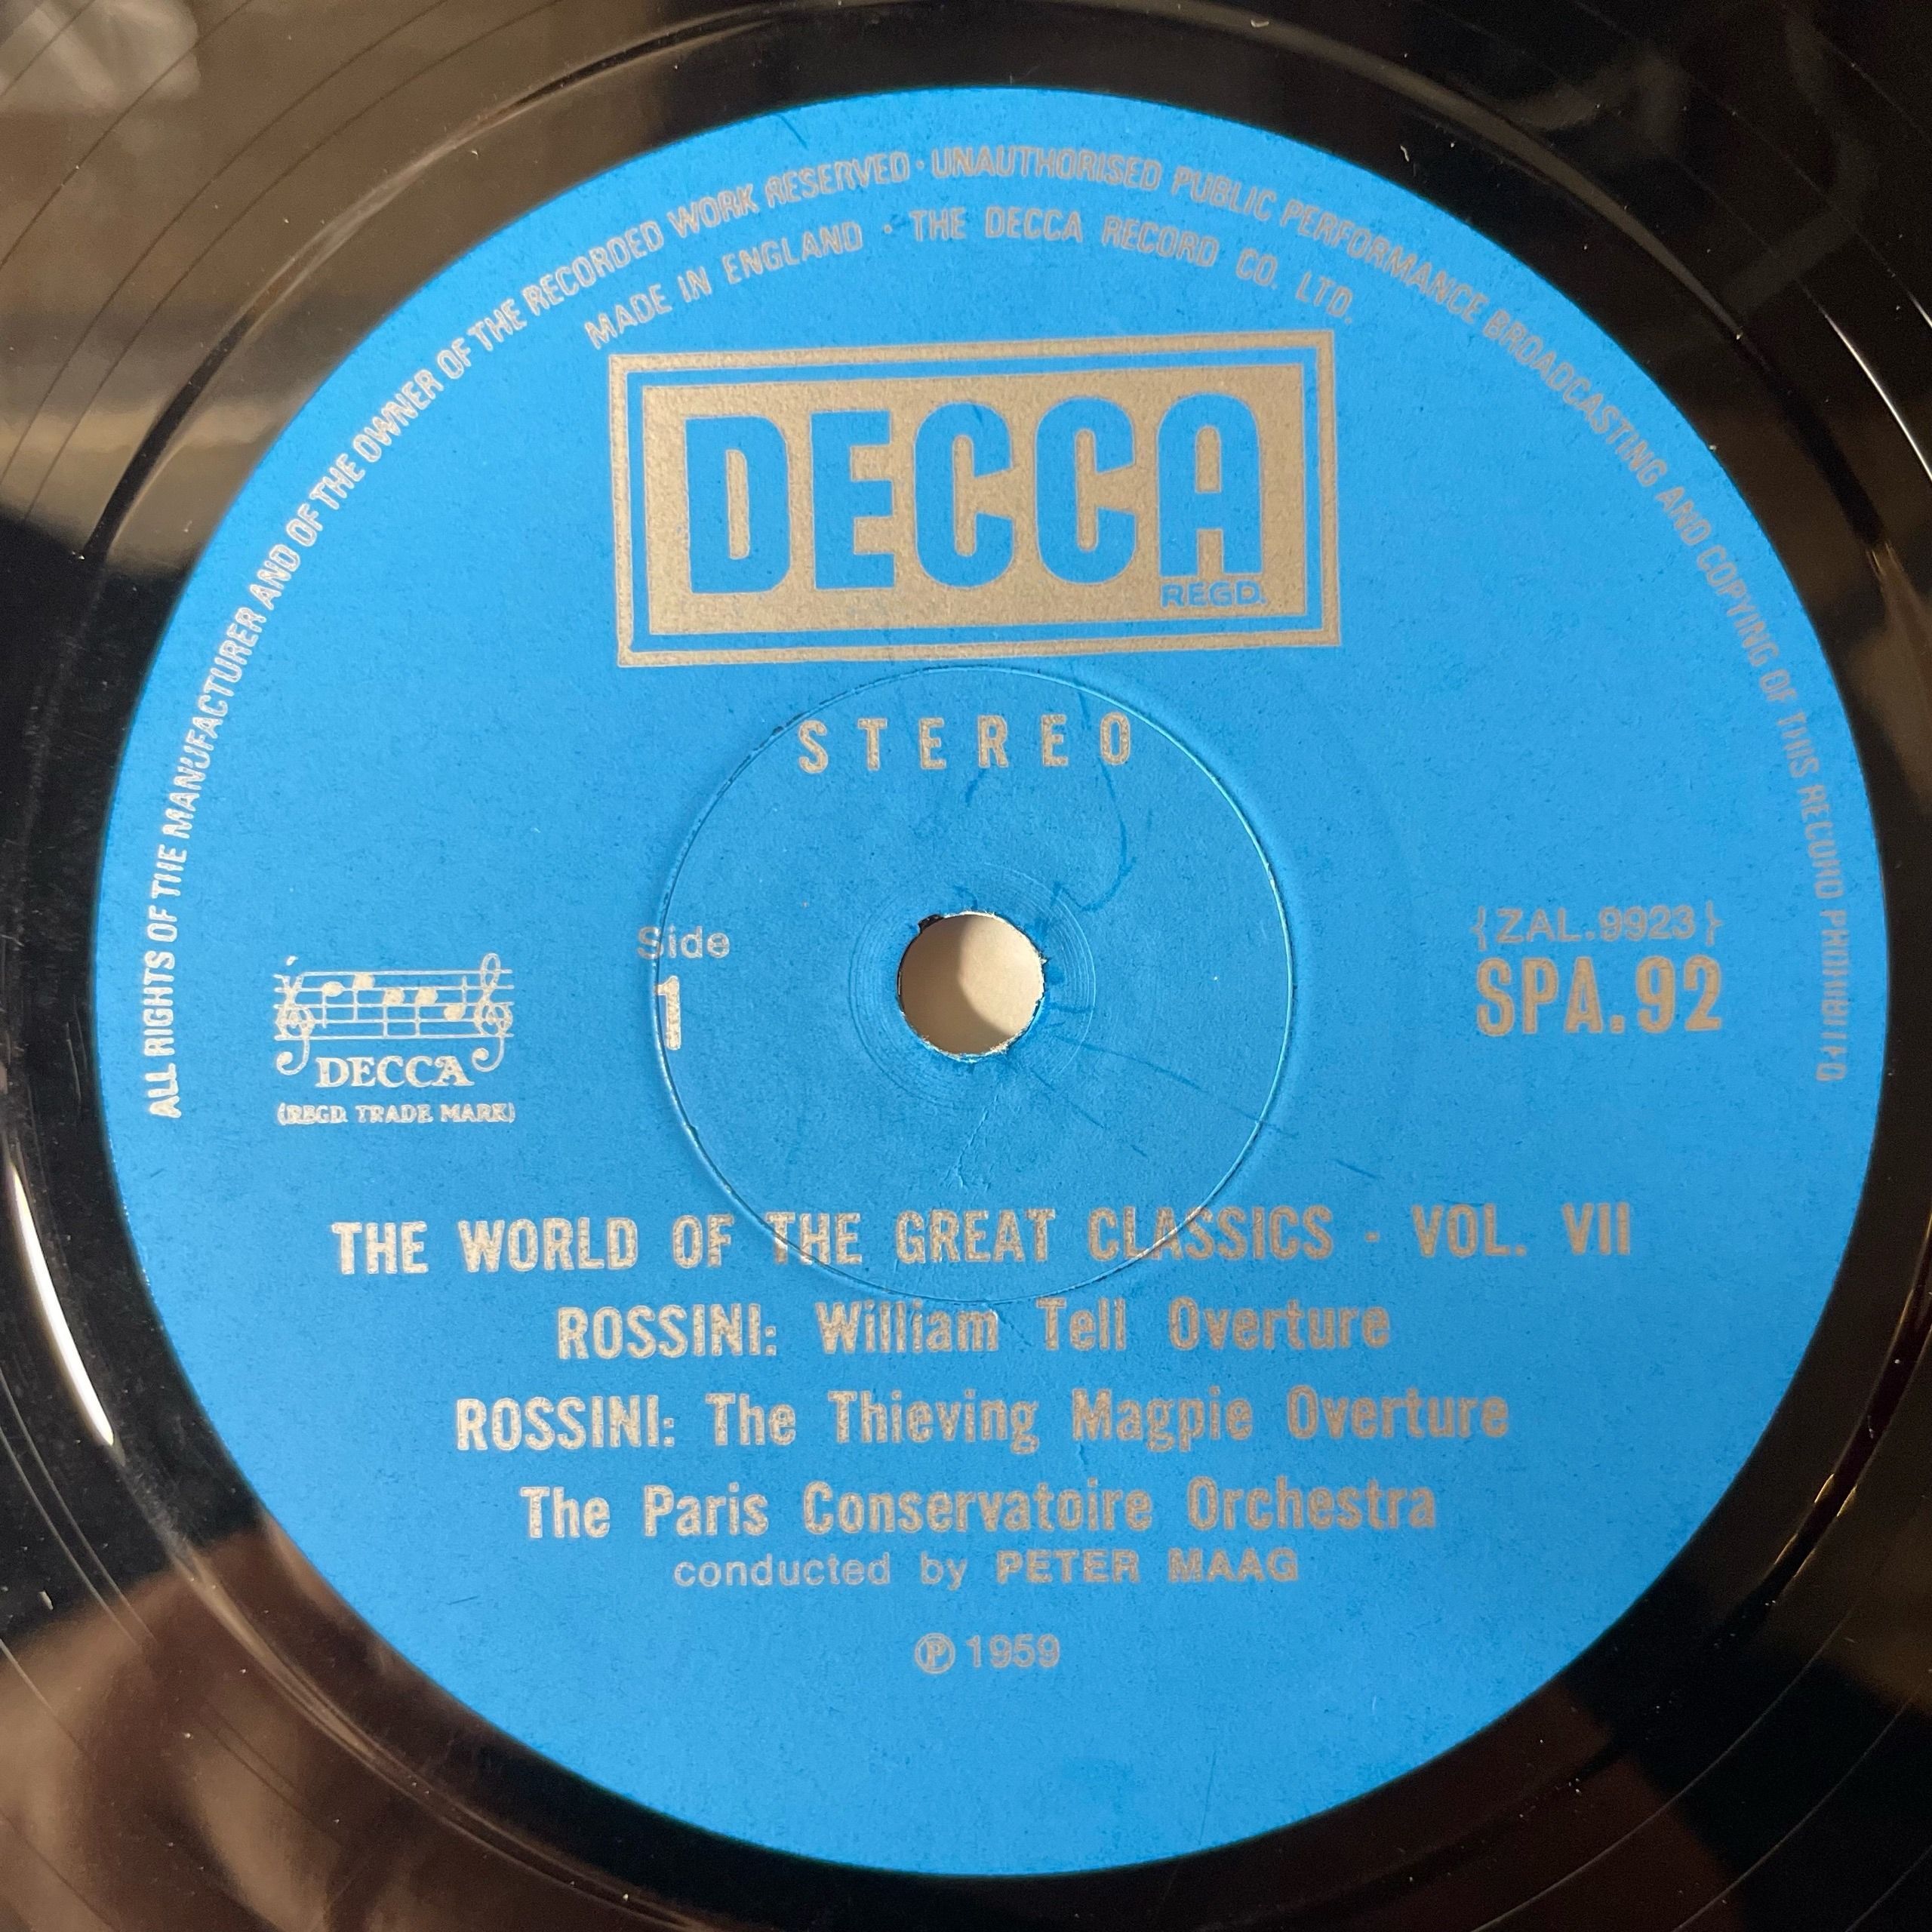 ALL RIGHTS OF THE MANUFACTURER AND OF THE OWNER OF THE RECORDED WORK RESERVED · UNAUTHORISED PUBLIC PERFORMANCE BROADCASTING AND COPYING OF THIS RECORD PROHIBITED
MADE IN ENGLAND · THE DECCA RECORD CO. LTD.
DECCA
REGD.
STEREO
Side
1
{ZAL.9923}
SPA.92
DECCA
(REGD. TRADE MARK)
THE WORLD OF THE GREAT CLASSICS - VOL. VII
ROSSINI: William Tell Overture
ROSSINI: The Thieving Magpie Overture
The Paris Conservatoire Orchestra
conducted by PETER MAAG
Ⓟ 1959